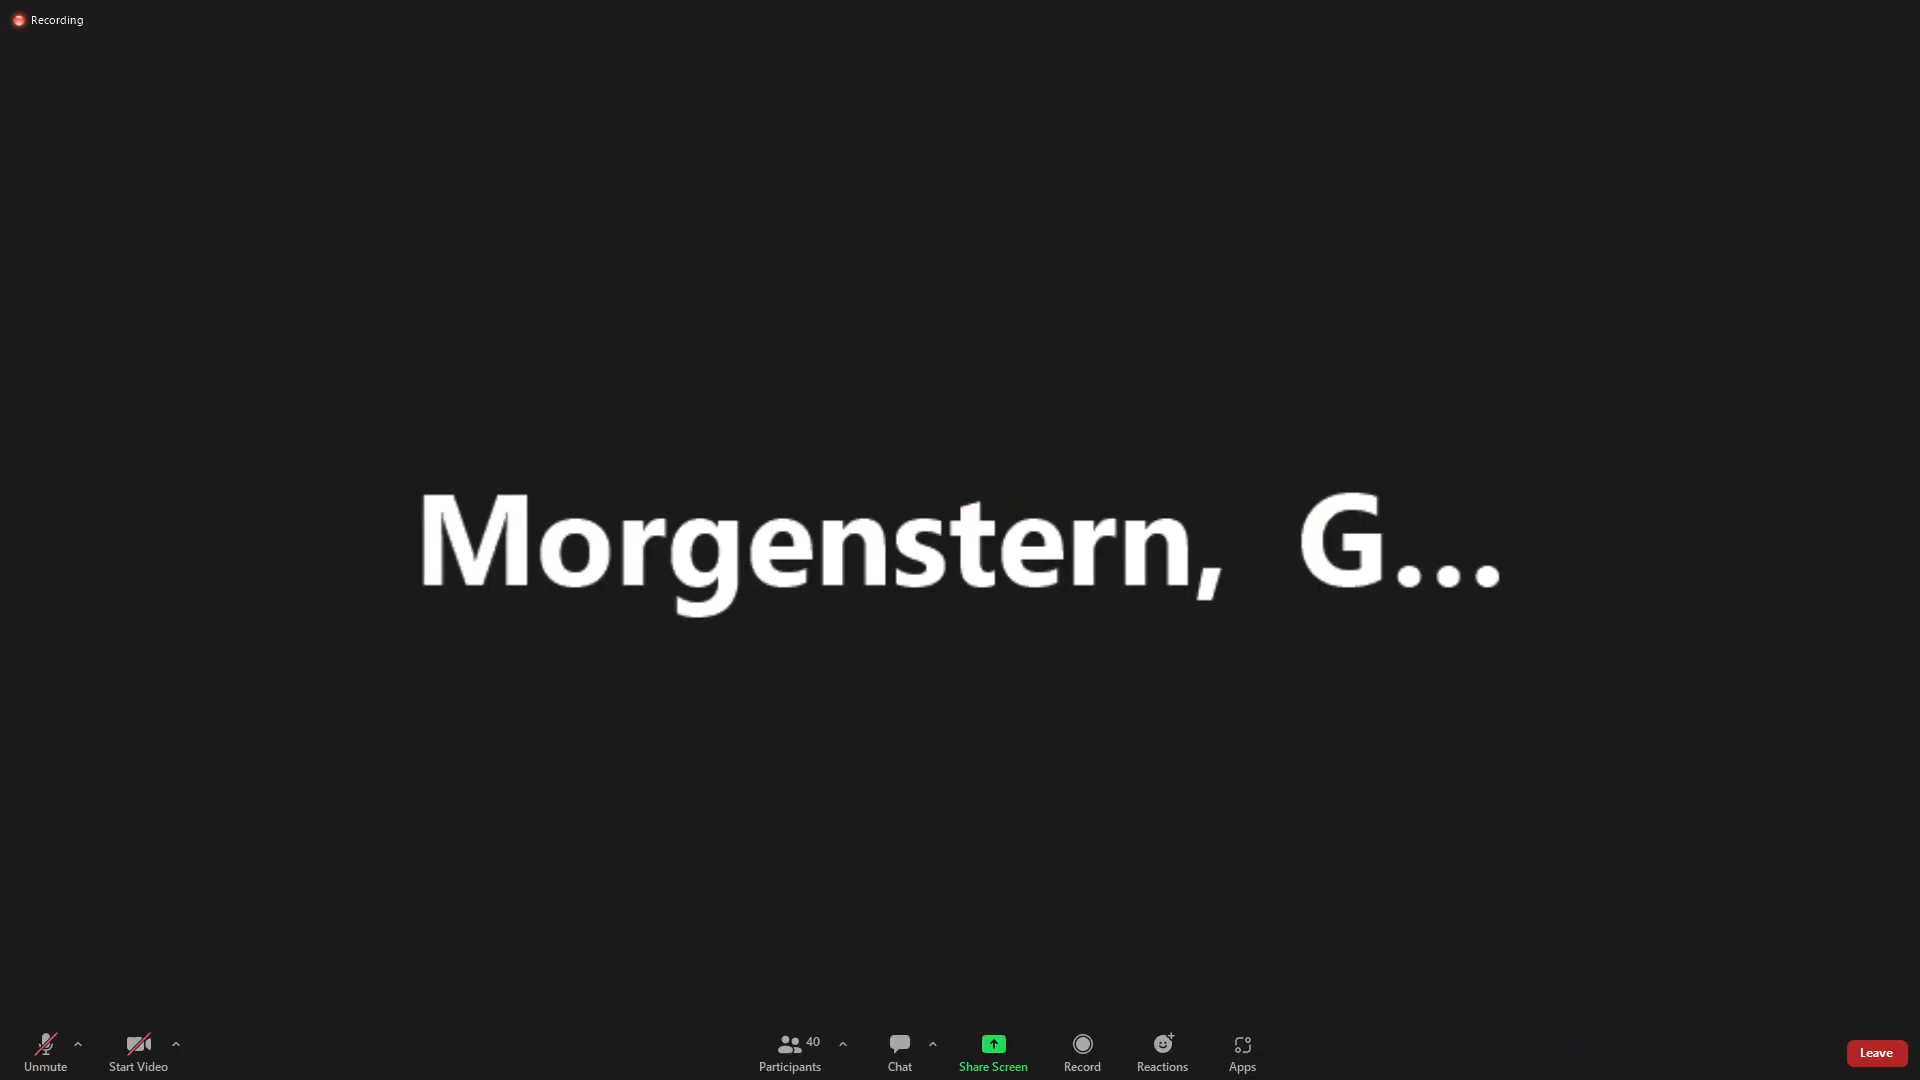 Recording
Morgenstern, G...
Unmute
Start Video
40
Participants
Chat
Share Screen
Record
Reactions
Apps
Leave